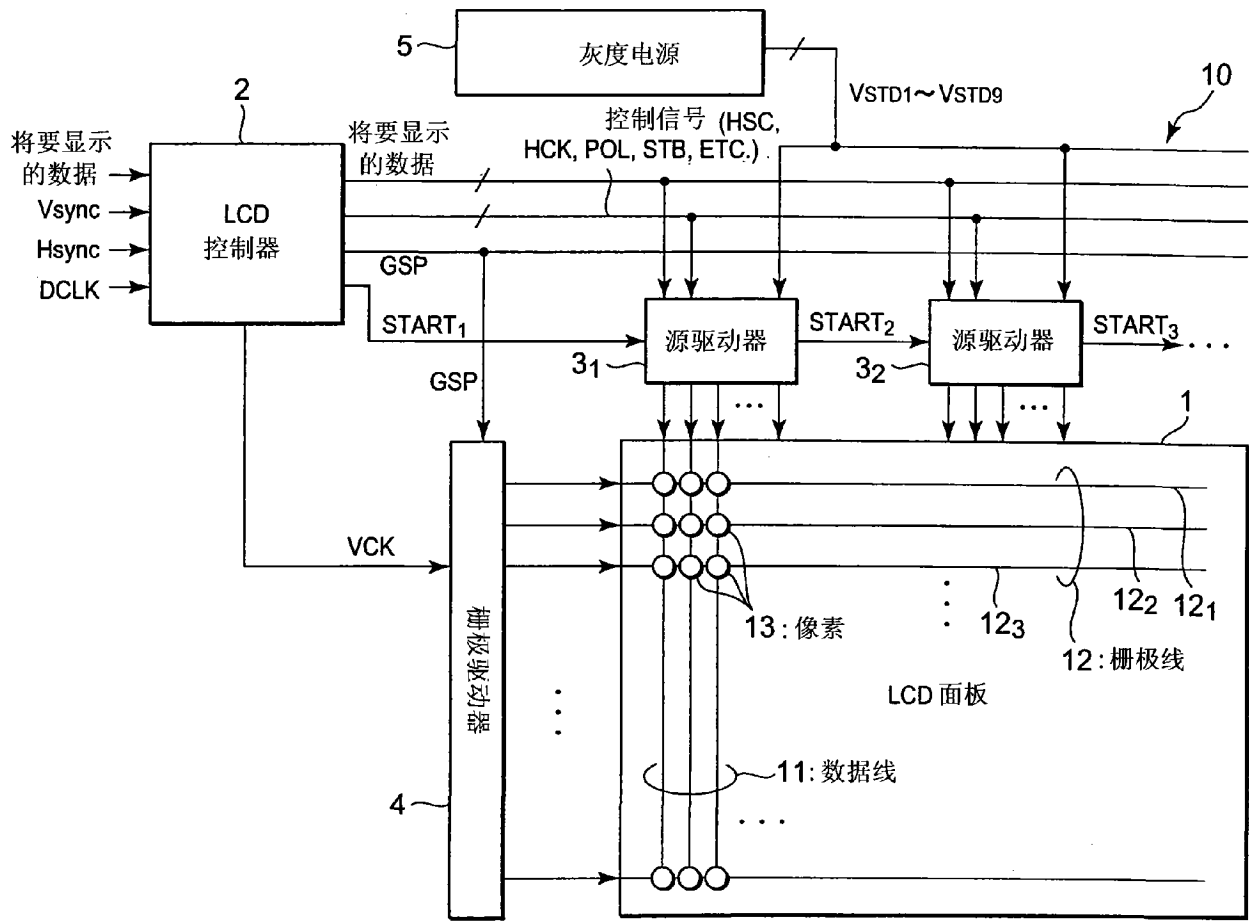 5
灰度电源
10
VSTD1～VSTD9
2
控制信号 (HSC,
HCK, POL, STB, ETC.)
将要显示
的数据
将要显示
的数据
Vsync
Hsync
DCLK
LCD
控制器
GSP
START1
源驱动器
31
START2
源驱动器
32
START3
...
GSP
...
...
1
VCK
栅极驱动器
4
13:像素
123
122
121
12:栅极线
LCD 面板
11:数据线
...